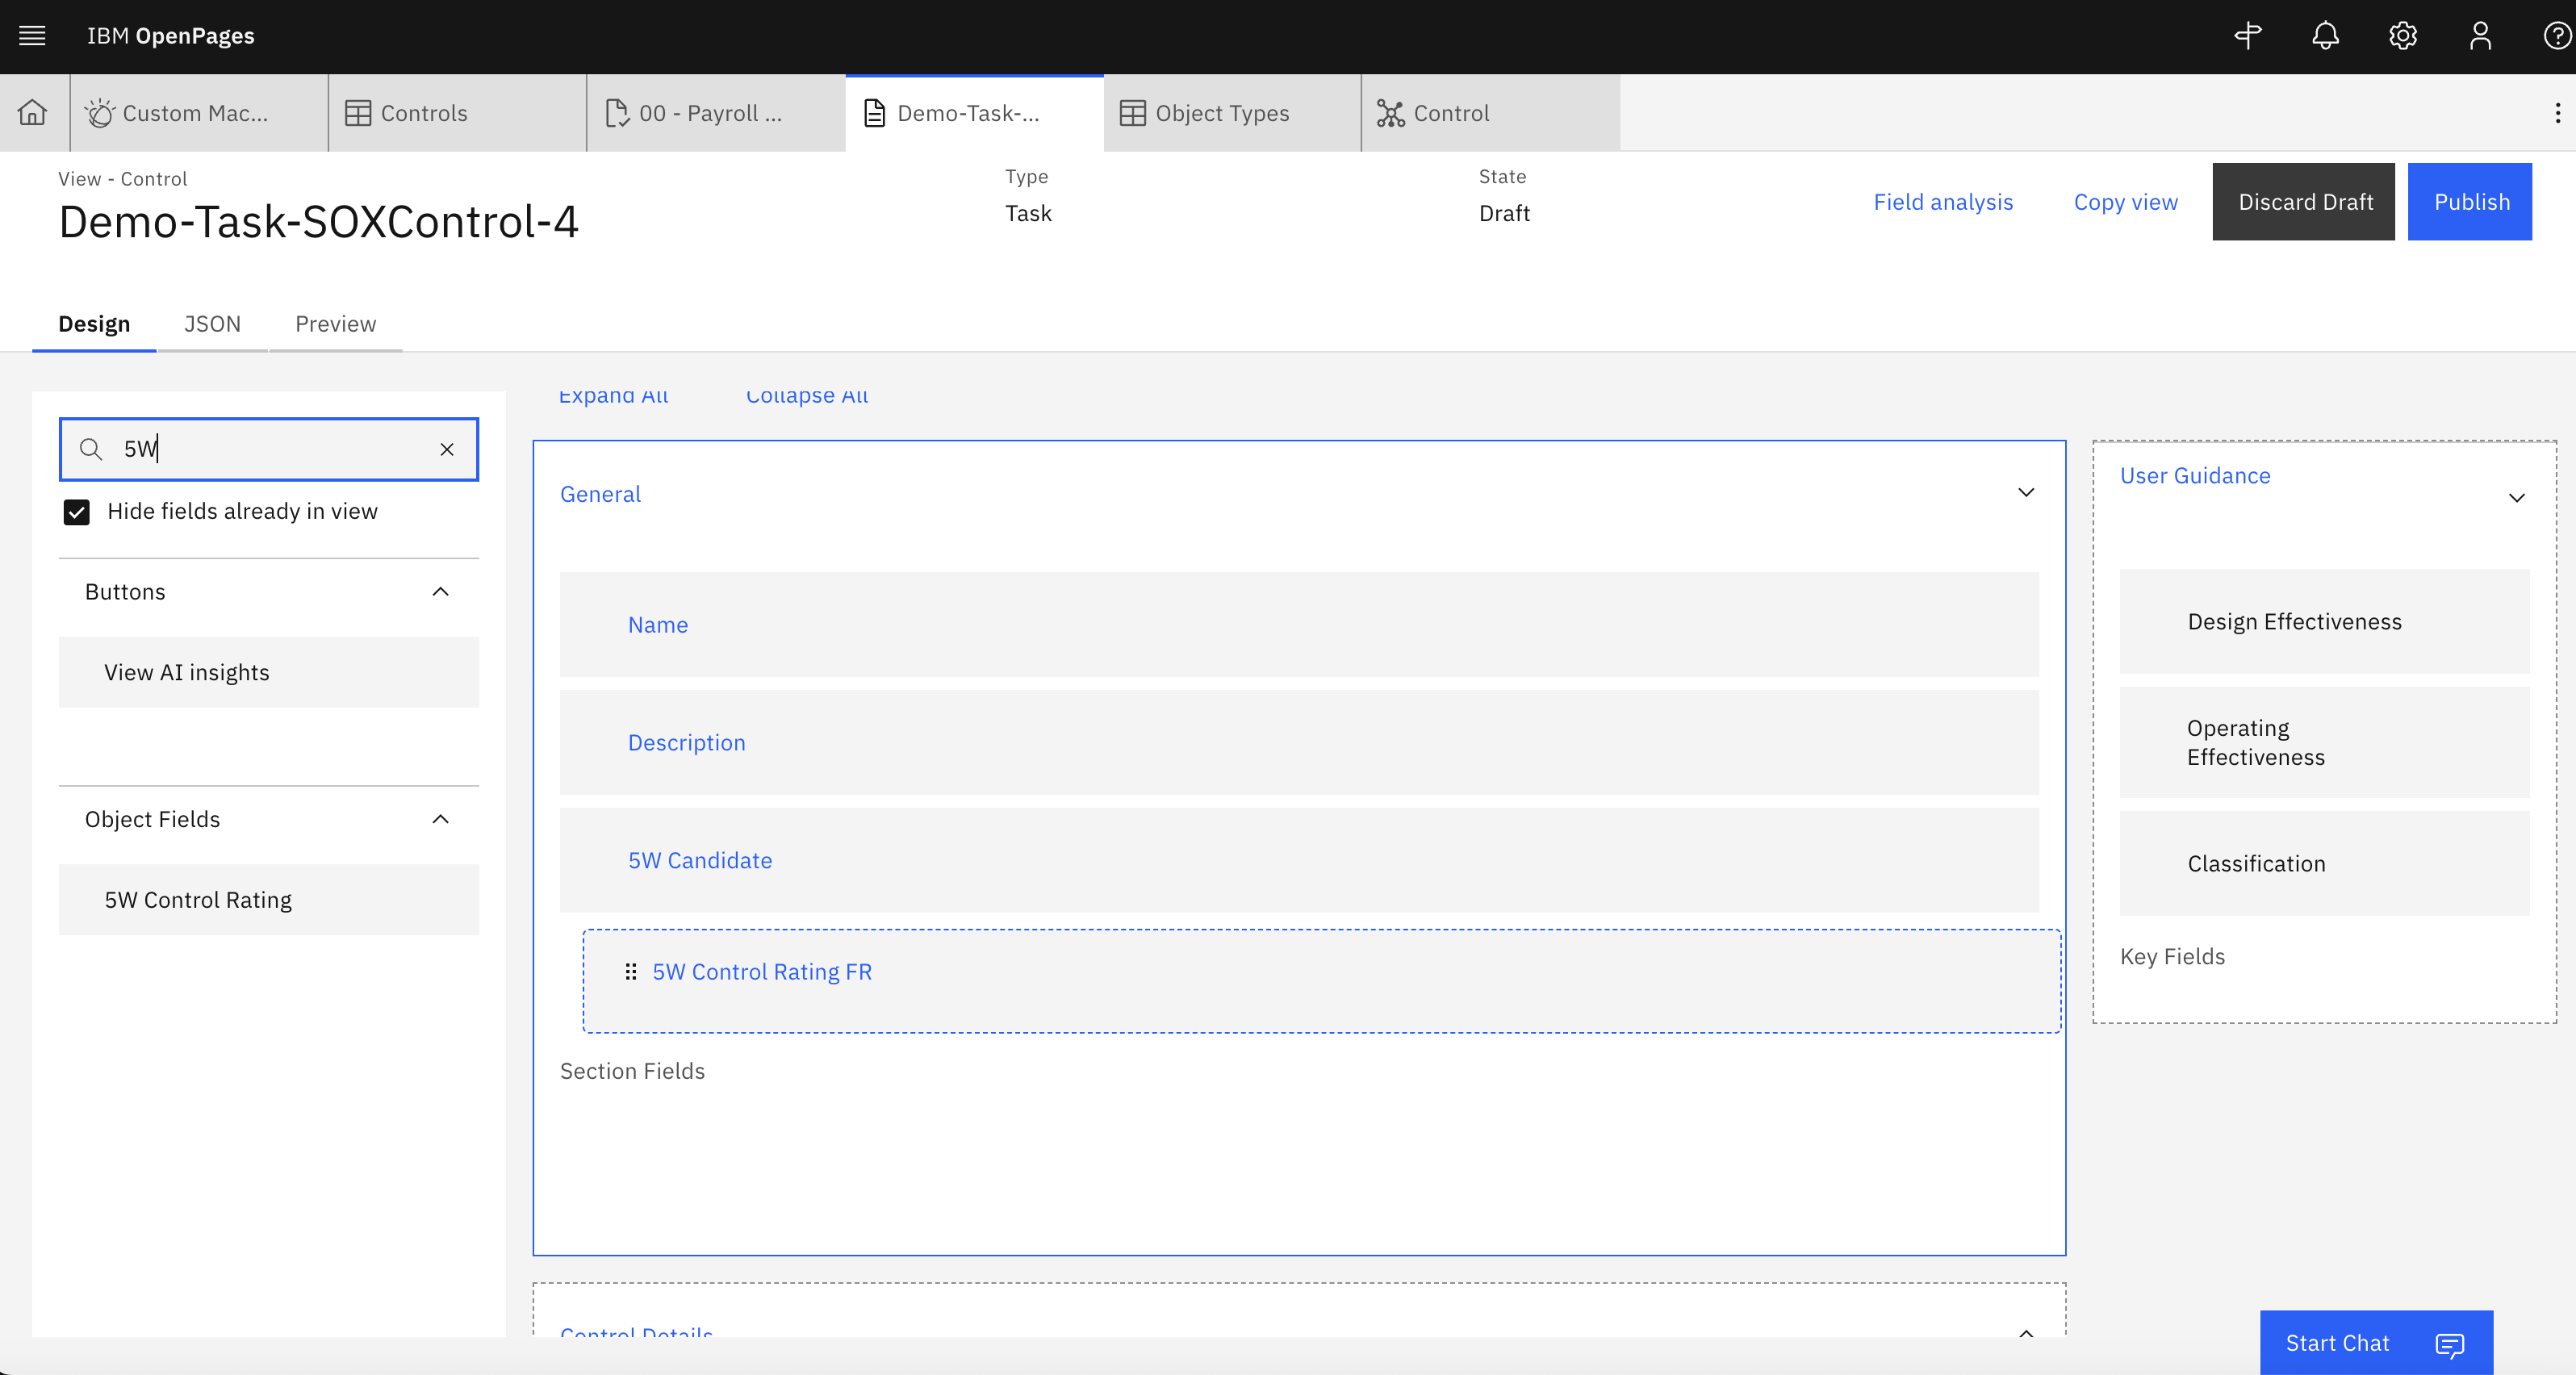 IBM OpenPages
Custom Mac...
Controls
00 - Payroll ...
Demo-Task-...
Object Types
Control
View - Control
Demo-Task-SOXControl-4
Type
Task
State
Draft
Field analysis
Copy view
Discard Draft
Publish
Design
JSON
Preview
5W
Hide fields already in view
Buttons
View AI insights
Object Fields
5W Control Rating
Expand All
Collapse All
General
Name
Description
5W Candidate
5W Control Rating FR
Section Fields
Control Details
User Guidance
Design Effectiveness
Operating
Effectiveness
Classification
Key Fields
Start Chat